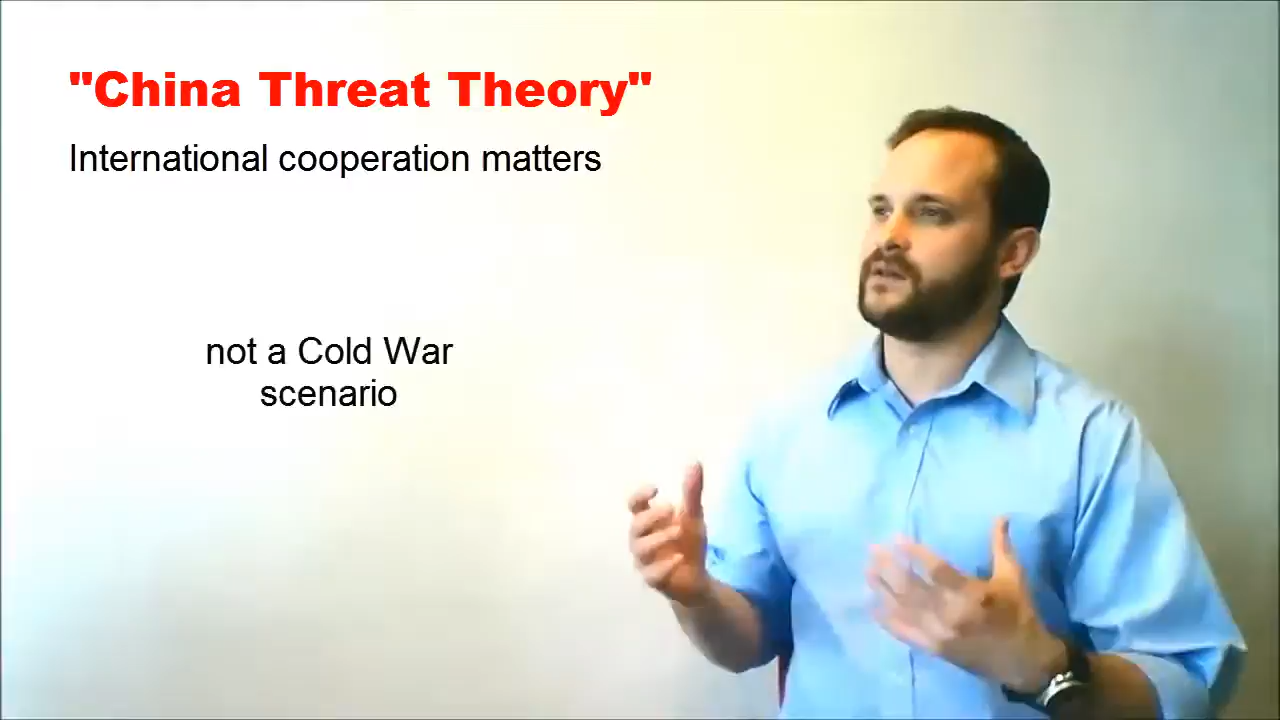 "China Threat Theory"
International cooperation matters
not a Cold War
scenario